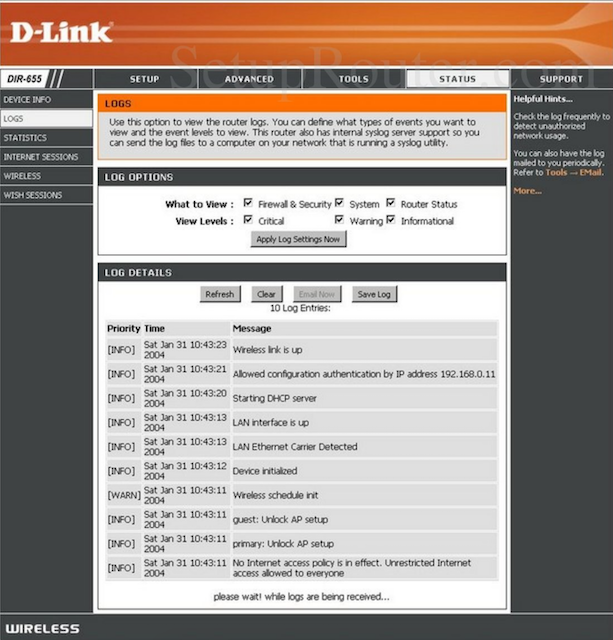 D-Link
SetupRouter.com
DIR-655 // SETUP ADVANCED TOOLS STATUS SUPPORT
DEVICE INFO
LOGS
STATISTICS
INTERNET SESSIONS
WIRELESS
WISH SESSIONS
LOGS
Use this option to view the router logs. You can define what types of events you want to
view and the event levels to view. This router also has internal syslog server support so you
can send the log files to a computer on your network that is running a syslog utility.
LOG OPTIONS
What to View : Firewall & Security System Router Status
View Levels : Critical Warning Informational
Apply Log Settings Now
LOG DETAILS
Refresh Clear Email Now Save Log
10 Log Entries:
Priority Time Message
[INFO] Sat Jan 31 10:43:23 2004 Wireless link is up
[INFO] Sat Jan 31 10:43:21 2004 Allowed configuration authentication by IP address 192.168.0.11
[INFO] Sat Jan 31 10:43:20 2004 Starting DHCP server
[INFO] Sat Jan 31 10:43:13 2004 LAN interface is up
[INFO] Sat Jan 31 10:43:13 2004 LAN Ethernet Carrier Detected
[INFO] Sat Jan 31 10:43:12 2004 Device initialized
[WARN] Sat Jan 31 10:43:11 2004 Wireless schedule init
[INFO] Sat Jan 31 10:43:11 2004 guest: Unlock AP setup
[INFO] Sat Jan 31 10:43:11 2004 primary: Unlock AP setup
[INFO] Sat Jan 31 10:43:11 2004 No Internet access policy is in effect. Unrestricted Internet
access allowed to everyone
please wait! while logs are being received...
Helpful Hints...
Check the log frequently to
detect unauthorized
network usage.
You can also have the log
mailed to you periodically.
Refer to Tools → EMail.
More...
WIRELESS